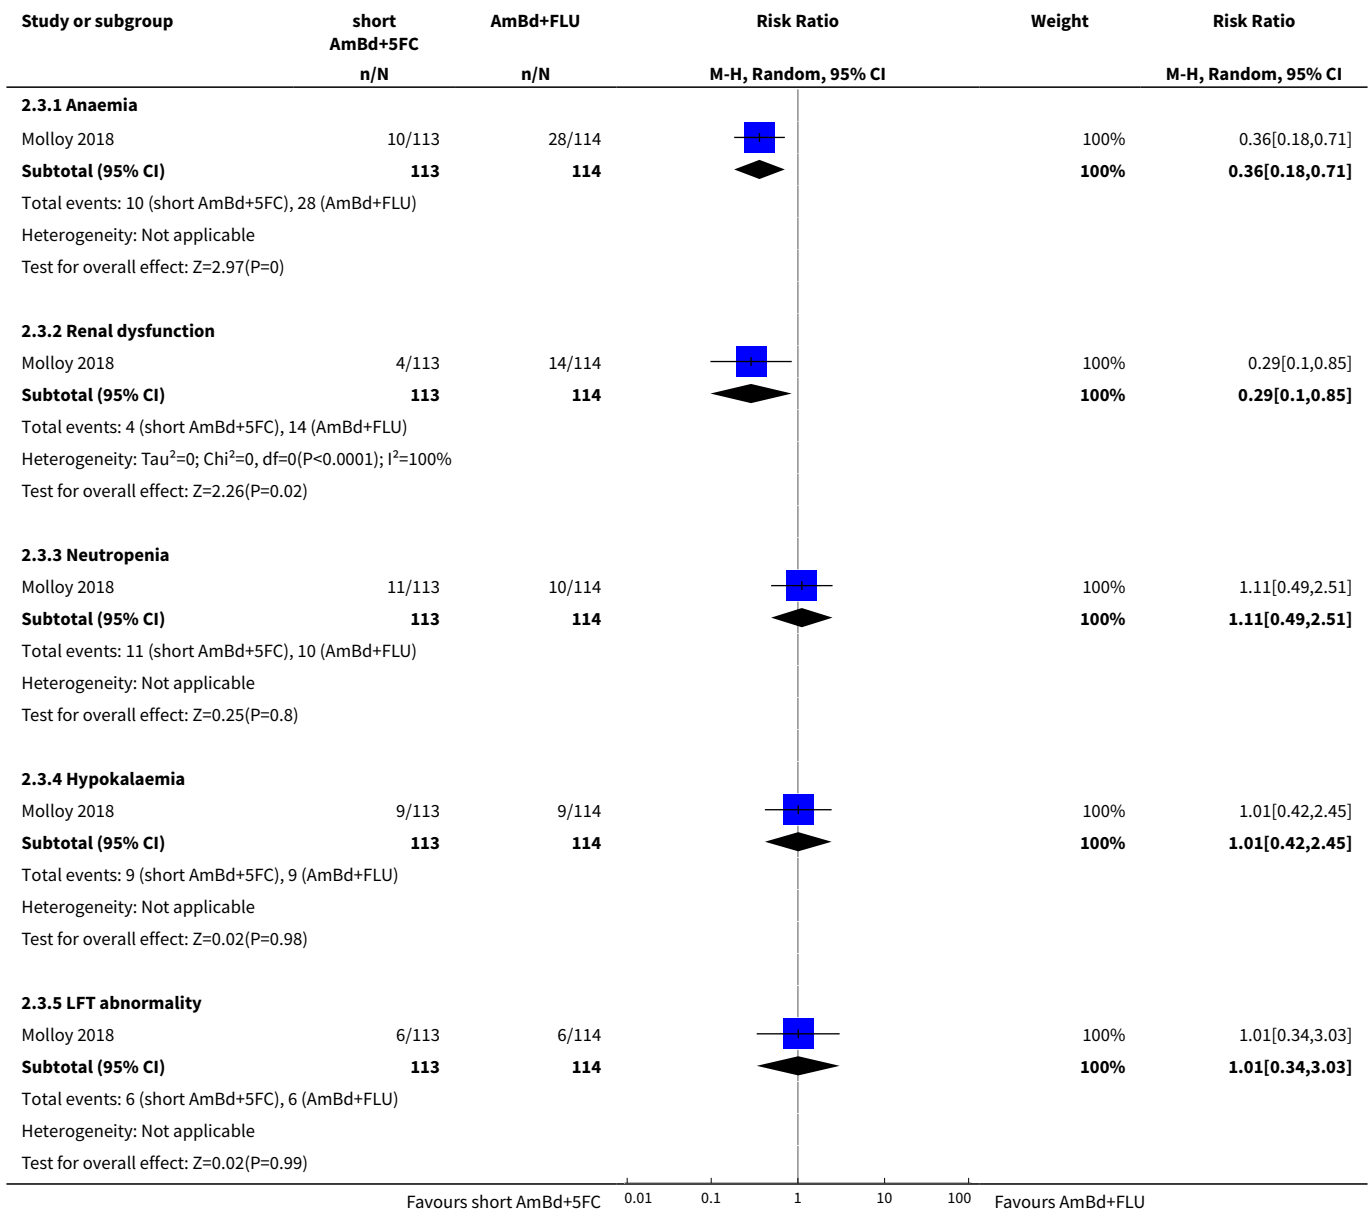 Study or subgroup short AmBd+5FC AmBd+FLU Risk Ratio Weight Risk Ratio
n/N n/N M-H, Random, 95% CI M-H, Random, 95% CI
2.3.1 Anaemia
Molloy 2018 10/113 28/114 100% 0.36[0.18,0.71]
Subtotal (95% CI) 113 114 100% 0.36[0.18,0.71]
Total events: 10 (short AmBd+5FC), 28 (AmBd+FLU)
Heterogeneity: Not applicable
Test for overall effect: Z=2.97(P=0)
2.3.2 Renal dysfunction
Molloy 2018 4/113 14/114 100% 0.29[0.1,0.85]
Subtotal (95% CI) 113 114 100% 0.29[0.1,0.85]
Total events: 4 (short AmBd+5FC), 14 (AmBd+FLU)
Heterogeneity: Tau²=0; Chi²=0, df=0(P<0.0001); I²=100%
Test for overall effect: Z=2.26(P=0.02)
2.3.3 Neutropenia
Molloy 2018 11/113 10/114 100% 1.11[0.49,2.51]
Subtotal (95% CI) 113 114 100% 1.11[0.49,2.51]
Total events: 11 (short AmBd+5FC), 10 (AmBd+FLU)
Heterogeneity: Not applicable
Test for overall effect: Z=0.25(P=0.8)
2.3.4 Hypokalaemia
Molloy 2018 9/113 9/114 100% 1.01[0.42,2.45]
Subtotal (95% CI) 113 114 100% 1.01[0.42,2.45]
Total events: 9 (short AmBd+5FC), 9 (AmBd+FLU)
Heterogeneity: Not applicable
Test for overall effect: Z=0.02(P=0.98)
2.3.5 LFT abnormality
Molloy 2018 6/113 6/114 100% 1.01[0.34,3.03]
Subtotal (95% CI) 113 114 100% 1.01[0.34,3.03]
Total events: 6 (short AmBd+5FC), 6 (AmBd+FLU)
Heterogeneity: Not applicable
Test for overall effect: Z=0.02(P=0.99)
Favours short AmBd+5FC 0.01 0.1 1 10 100 Favours AmBd+FLU